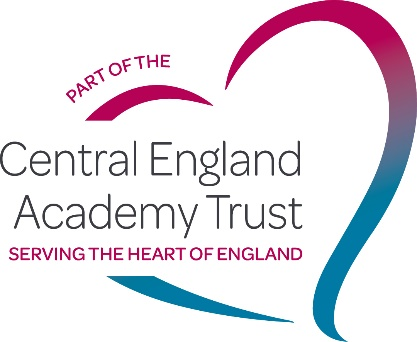 PART OF THE
Central England
Academy Trust
SERVING THE HEART OF ENGLAND